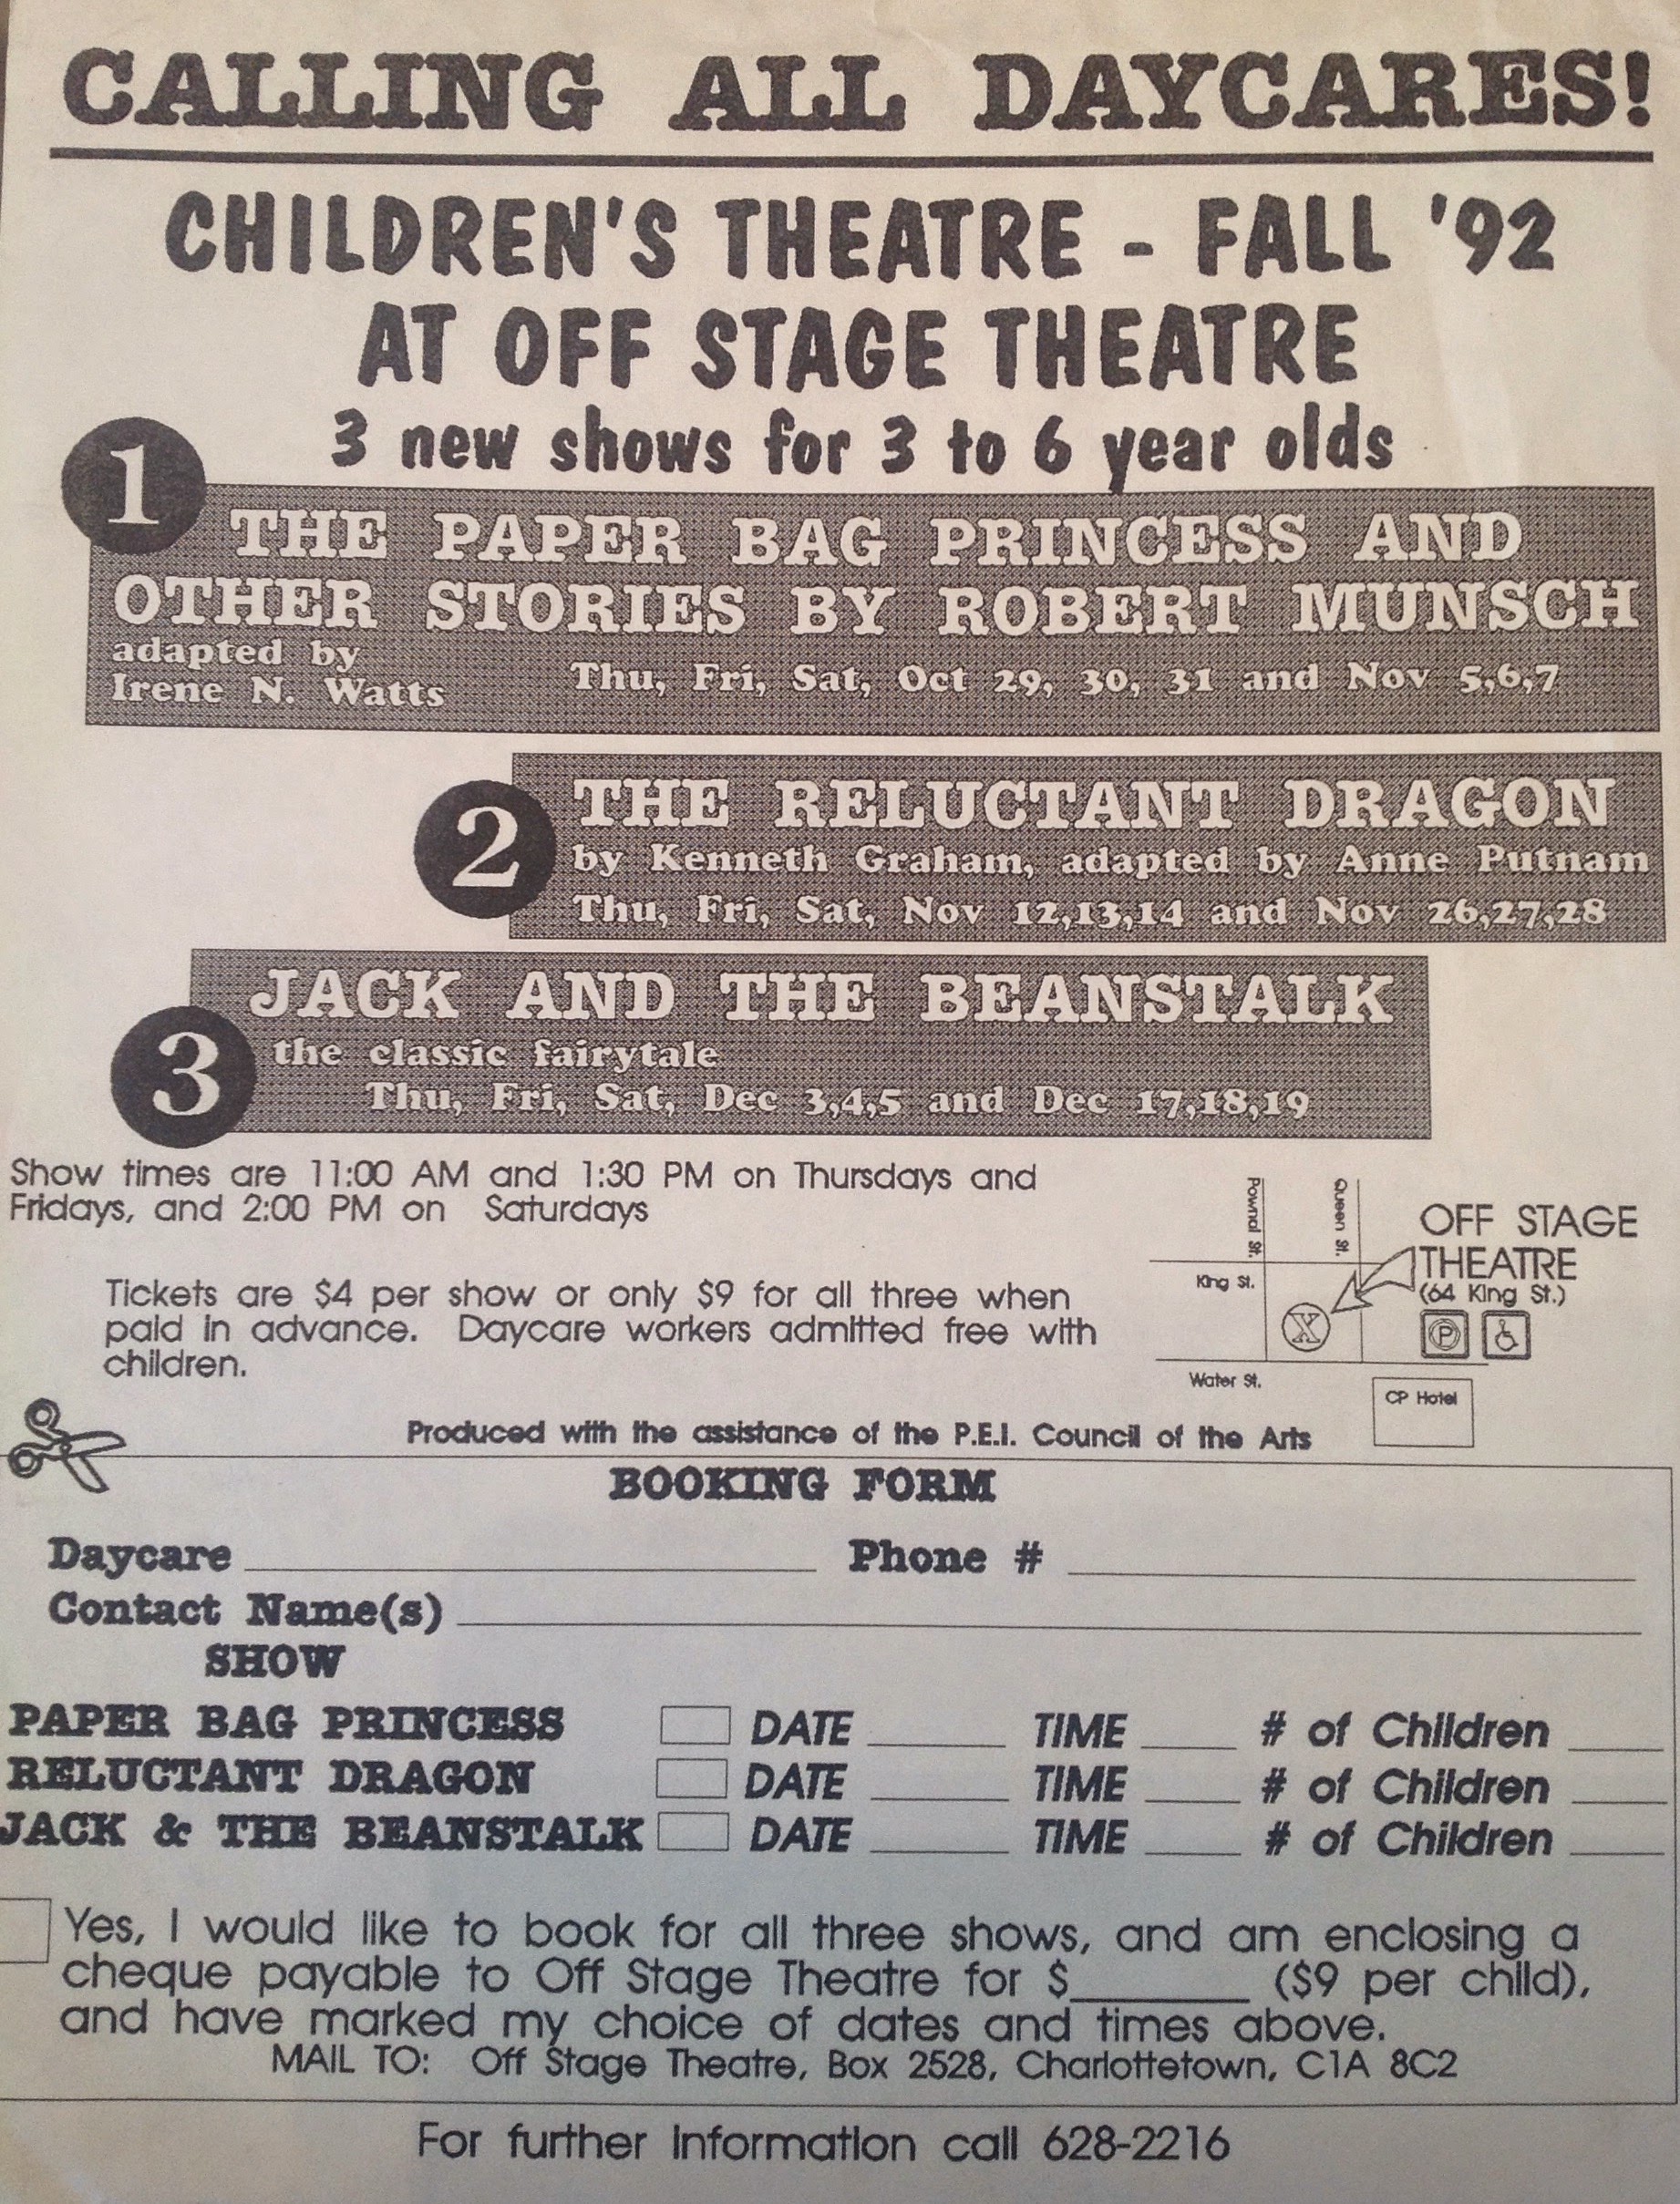 CALLING ALL DAYCARES!
CHILDREN'S THEATRE - FALL '92
AT OFF STAGE THEATRE
3 new shows for 3 to 6 year olds
1
THE PAPER BAG PRINCESS AND
OTHER STORIES BY ROBERT MUNSCH
adapted by
Irene N. Watts
Thu, Fri, Sat, Oct 29, 30, 31 and Nov 5,6,7
2
THE RELUCTANT DRAGON
by Kenneth Graham, adapted by Anne Putnam
Thu, Fri, Sat, Nov 12,13,14 and Nov 26,27,28
3
JACK AND THE BEANSTALK
the classic fairytale
Thu, Fri, Sat, Dec 3,4,5 and Dec 17,18,19
Show times are 11:00 AM and 1:30 PM on Thursdays and
Fridays, and 2:00 PM on Saturdays
Tickets are $4 per show or only $9 for all three when
paid in advance. Daycare workers admitted free with
children.
Pownal St.
Queen St.
King St.
X
Water St.
OFF STAGE
THEATRE
(64 King St.)
P
CP Hotel
Produced with the assistance of the P.E.I. Council of the Arts
BOOKING FORM
Daycare Phone #
Contact Name(s)
SHOW
PAPER BAG PRINCESS DATE TIME # of Children
RELUCTANT DRAGON DATE TIME # of Children
JACK & THE BEANSTALK DATE TIME # of Children
Yes, I would like to book for all three shows, and am enclosing a
cheque payable to Off Stage Theatre for $______ ($9 per child),
and have marked my choice of dates and times above.
MAIL TO: Off Stage Theatre, Box 2528, Charlottetown, C1A 8C2
For further information call 628-2216